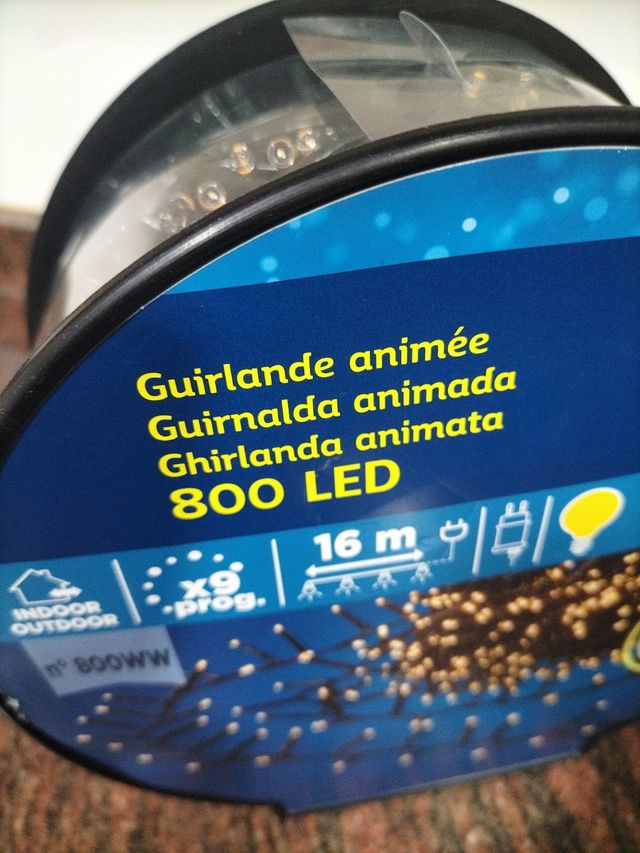 Guirlande animée
Guirnalda animada
Ghirlanda animata
800 LED
INDOOR
OUTDOOR
x9
prog.
16 m
n° 800WW